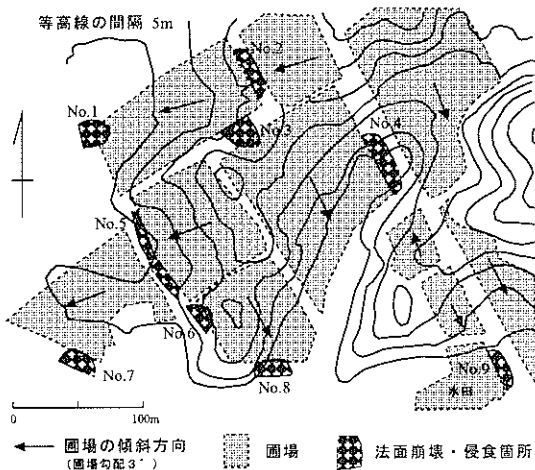 等高線の間隔 5m
No.2
No.1
No.3
No.4
No.5
No.6
No.7
No.8
No.9
水田
0 100m
圃場の傾斜方向
(圃場勾配3°)
圃場
法面崩壊・侵食箇所